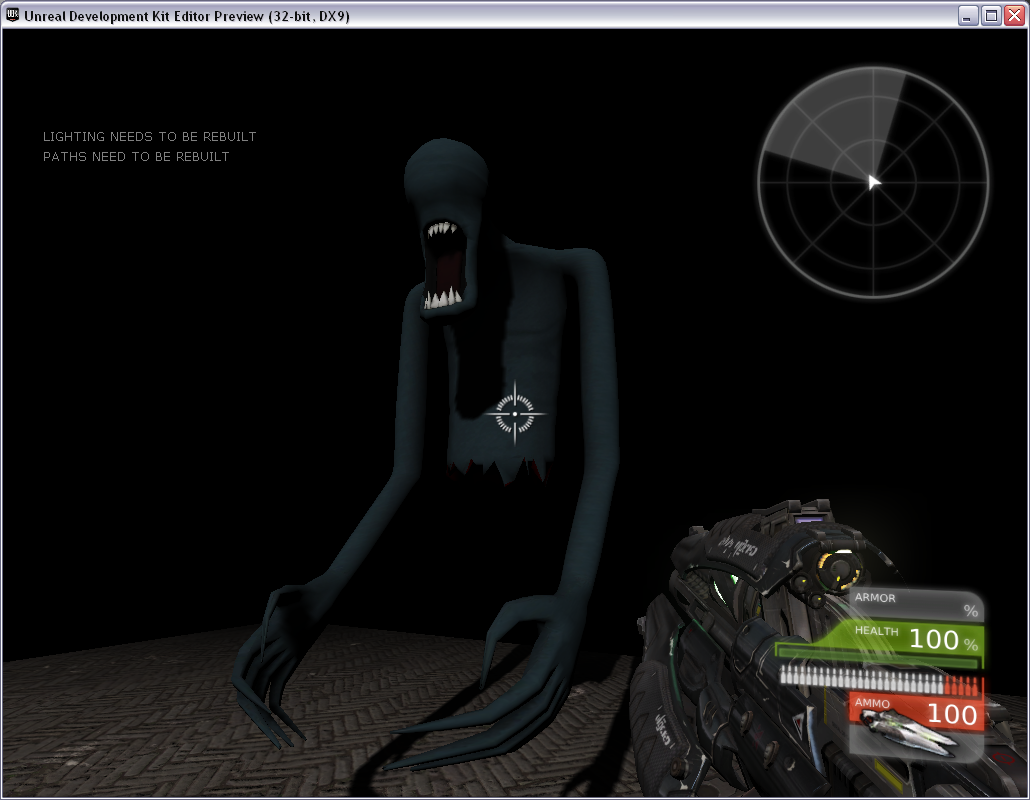 Unreal Development Kit Editor Preview (32-bit, DX9)
LIGHTING NEEDS TO BE REBUILT
PATHS NEED TO BE REBUILT
ARMOR
%
HEALTH 100 %
AMMO
100